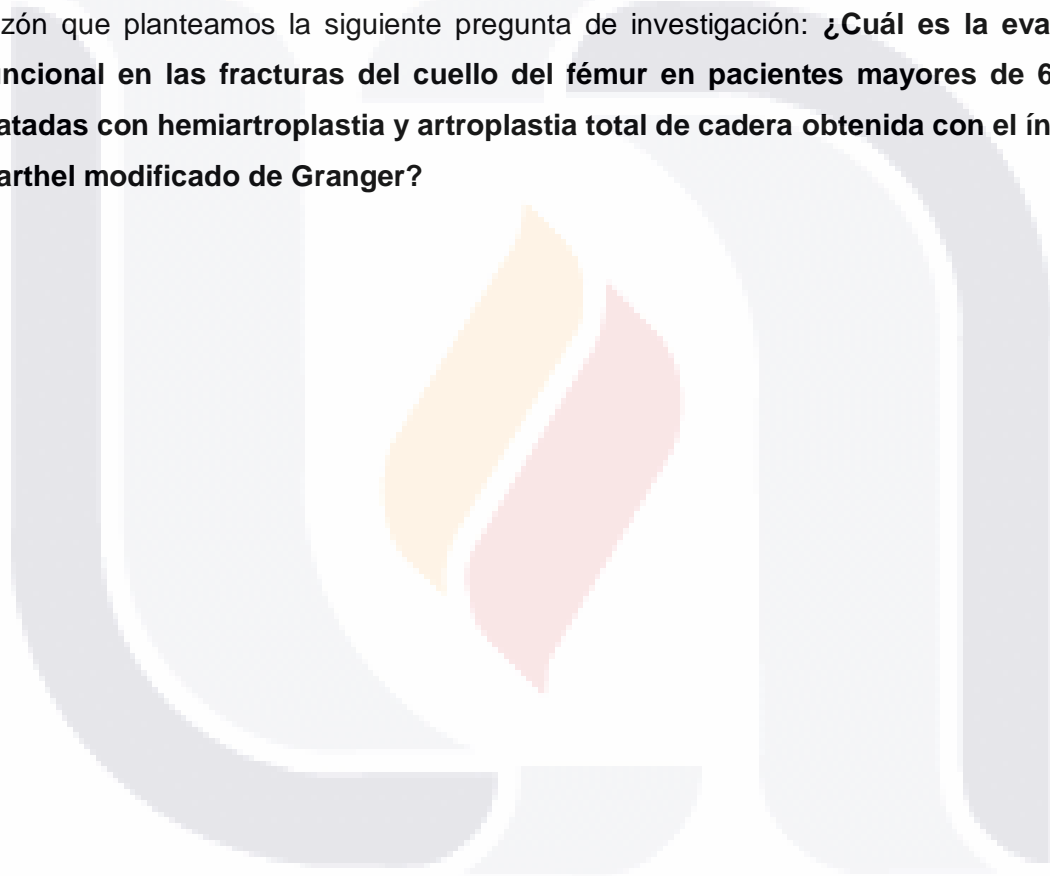 zón que planteamos la siguiente pregunta de investigación: ¿Cuál es la eva
ncional en las fracturas del cuello del fémur en pacientes mayores de 6
atadas con hemiartroplastia y artroplastia total de cadera obtenida con el ín
arthel modificado de Granger?